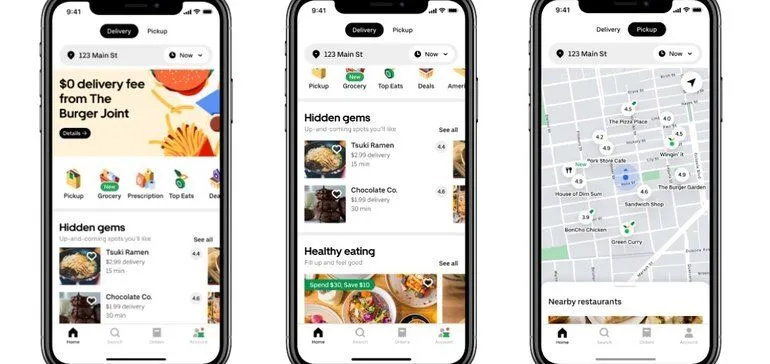 9:41
Delivery
Pickup
123 Main St
Now
$0 delivery fee
from The
Burger Joint
Details
Pickup
New
Grocery
Prescription
Top Eats
Deals
Hidden gems
Up-and-coming spots you'll like
See all
Tsuki Ramen
4.4
$2.99 delivery
15 min
Chocolate Co.
4.6
$1.99 delivery
30 min
Home
Search
Orders
Account
9:41
Delivery
Pickup
123 Main St
Now
Pickup
New
Grocery
Top Eats
Deals
Ameri
Hidden gems
Up-and-coming spots you'll like
See all
Tsuki Ramen
4.4
$2.99 delivery
15 min
Chocolate Co.
4.6
$1.99 delivery
30 min
Healthy eating
Fill up and feel good
See all
Spend $30, Save $10
Home
Search
Orders
Account
9:41
Delivery
Pickup
123 Main St
Now
4.5
The Pizza Place
4.0
4.2
4.5
4.9
Wingin' it
New
York Store Cafe
4.9
House of Dim Sum
4.6
4.9
The Burger Garden
Sandwich Shop
3.9
BonCho Chicken
Green Curry
Market St
Nearby restaurants
Home
Search
Orders
Account